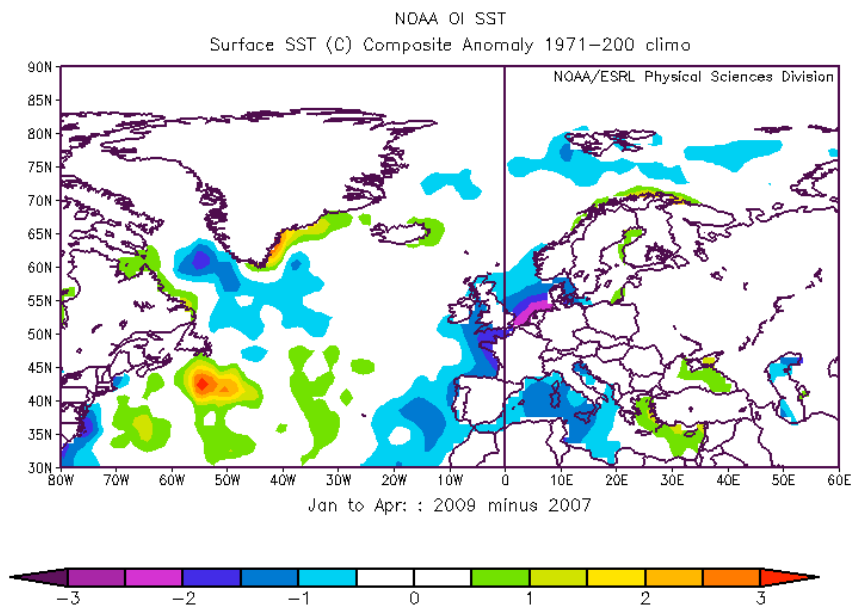 NOAA OI SST
Surface SST (C) Composite Anomaly 1971-200 climo
NOAA/ESRL Physical Sciences Division
90N
85N
80N
75N
70N
65N
60N
55N
50N
45N
40N
35N
30N
80W 70W 60W 50W 40W 30W 20W 10W 0 10E 20E 30E 40E 50E 60E
Jan to Apr: : 2009 minus 2007
-3 -2 -1 0 1 2 3